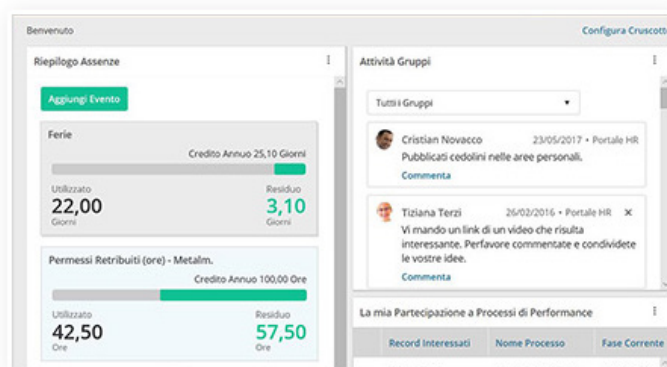 Benvenuto
Configura Cruscotto
Riepilogo Assenze
Aggiungi Evento
Ferie
Credito Annuo 25,10 Giorni
Utilizzato
Residuo
22,00
3,10
Giorni
Giorni
Permessi Retribuiti (ore) - Metalm.
Credito Annuo 100,00 Ore
Utilizzato
Residuo
42,50
57,50
Ore
Ore
Attività Gruppi
Tutti i Gruppi
Cristian Novacco 23/05/2017 • Portale HR
Pubblicati cedolini nelle aree personali.
Commenta
Tiziana Terzi 26/02/2016 • Portale HR ×
Vi mando un link di un video che risulta
interessante. Perfavore commentate e condividete
le vostre idee.
Commenta
La mia Partecipazione a Processi di Performance
Record Interessati Nome Processo Fase Corrente